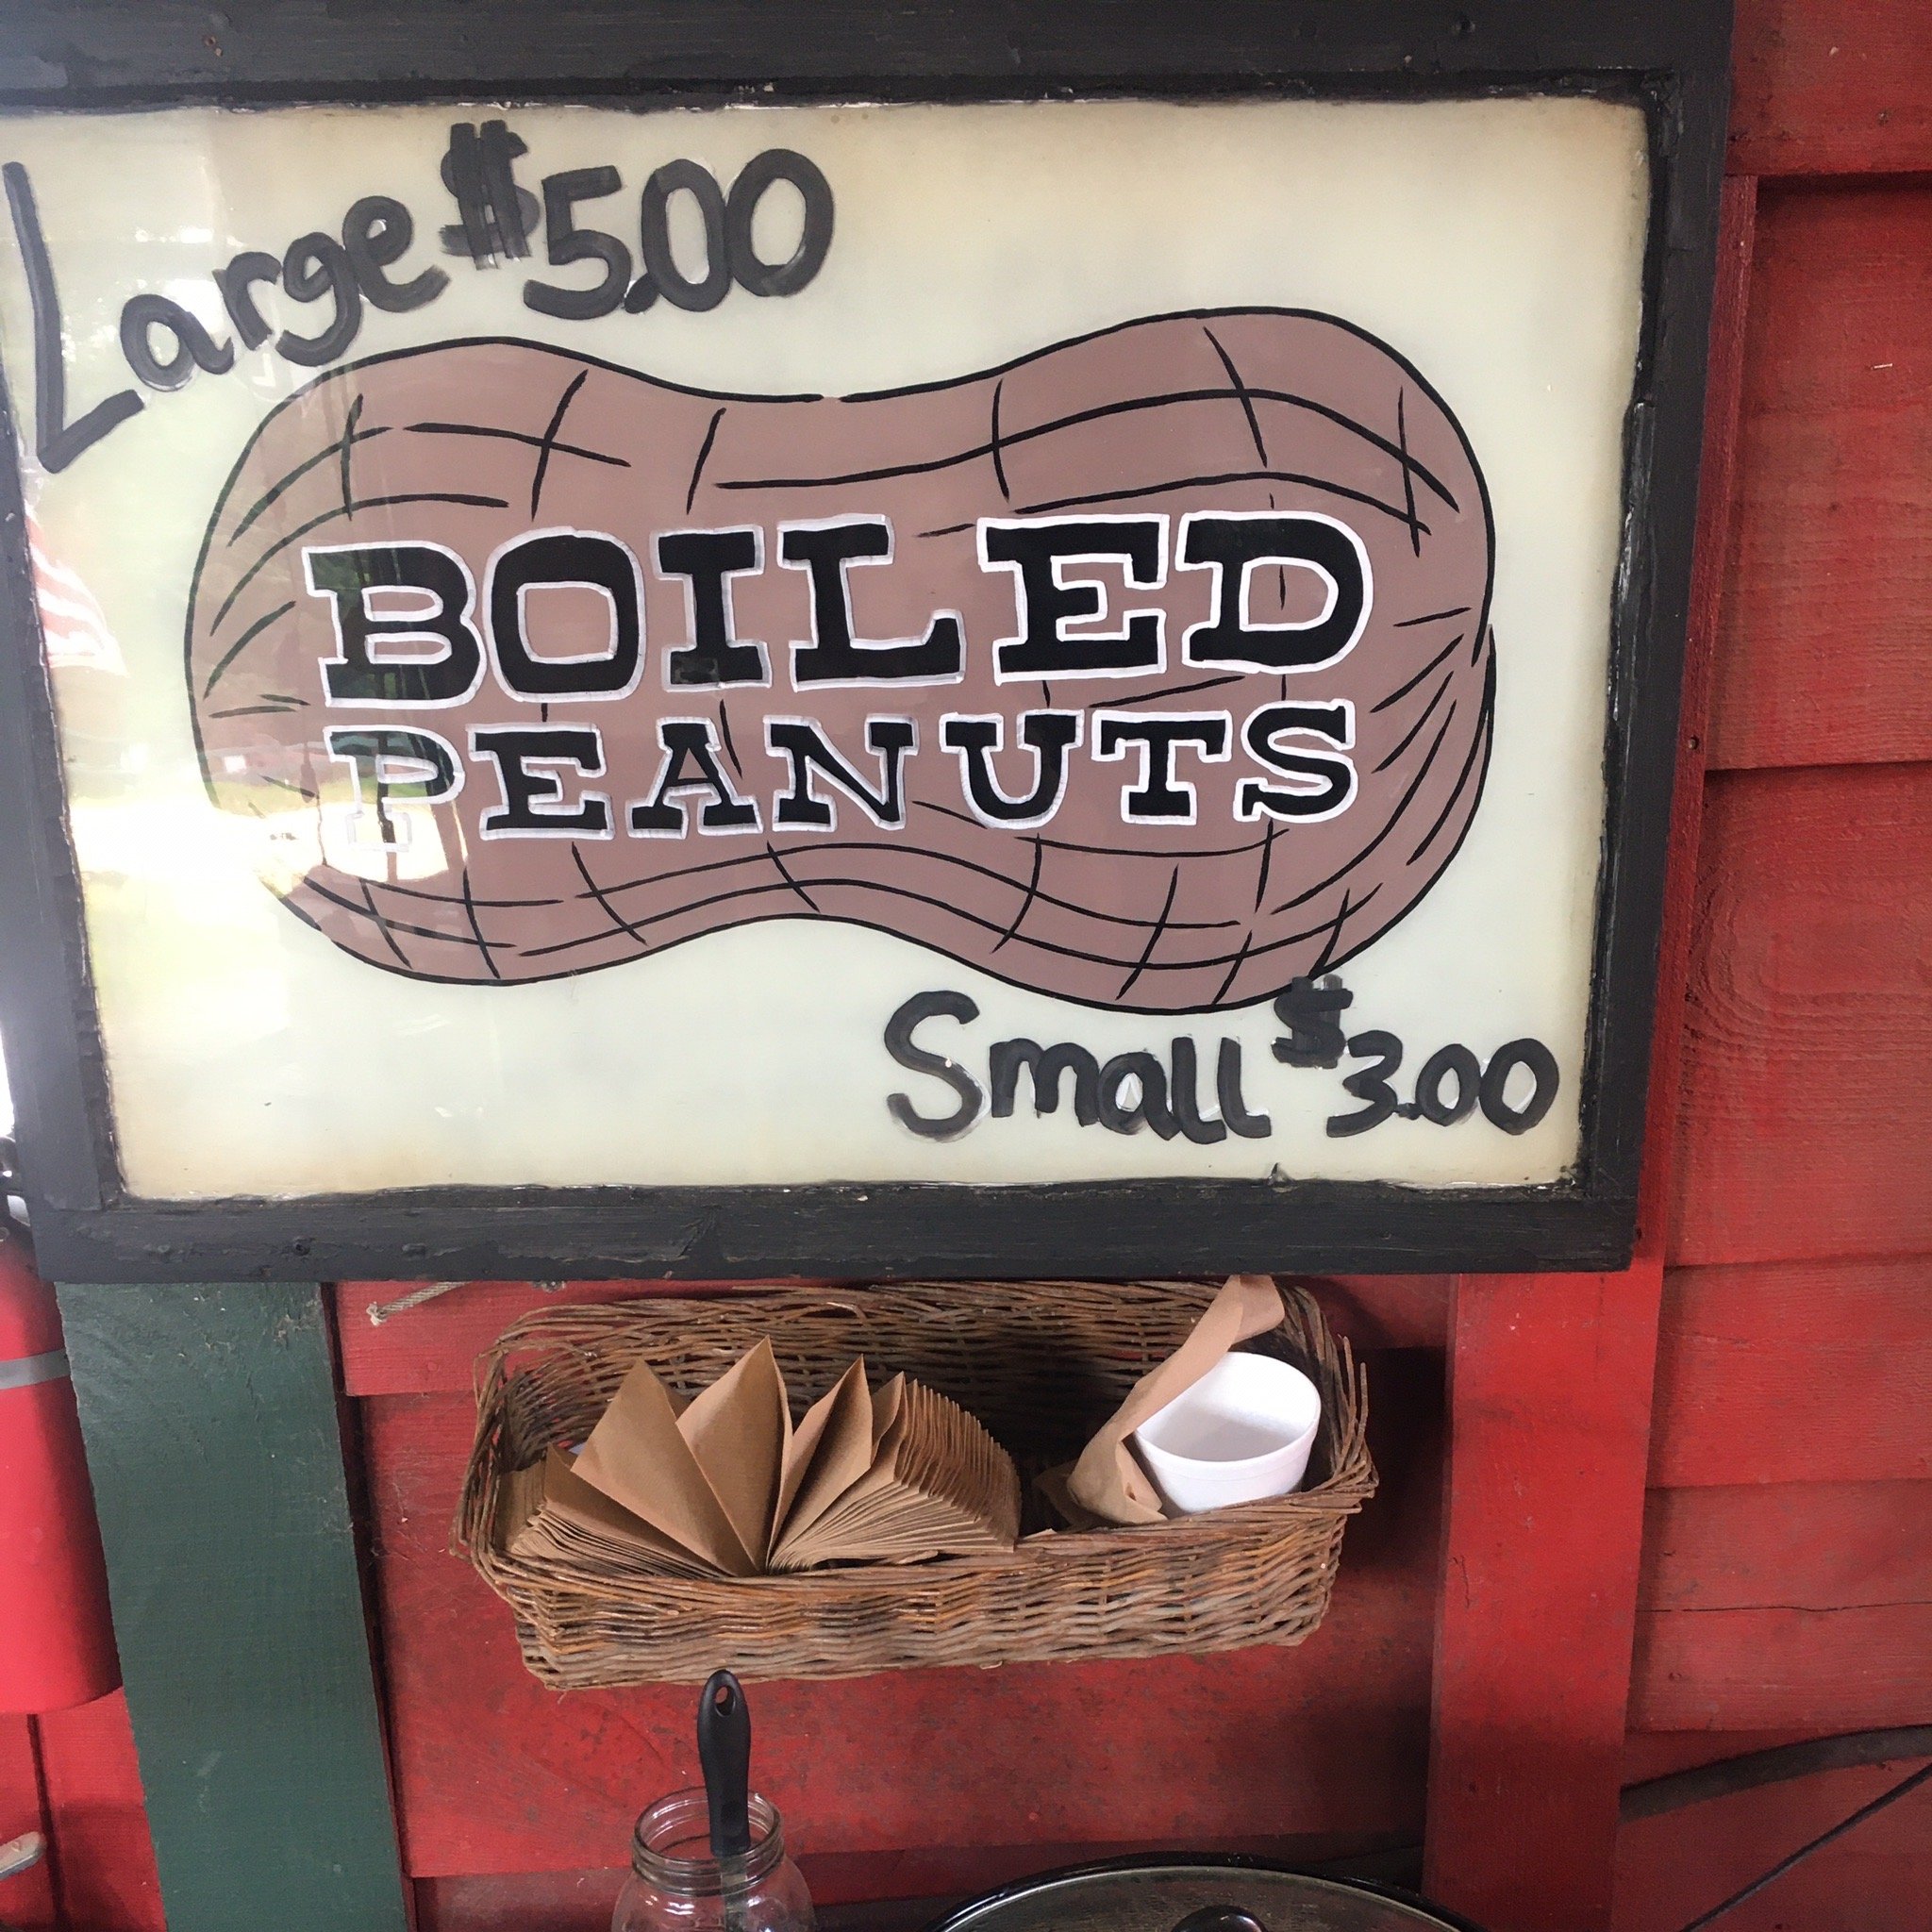 Large $5.00
BOILED
PEANUTS
Small $3.00